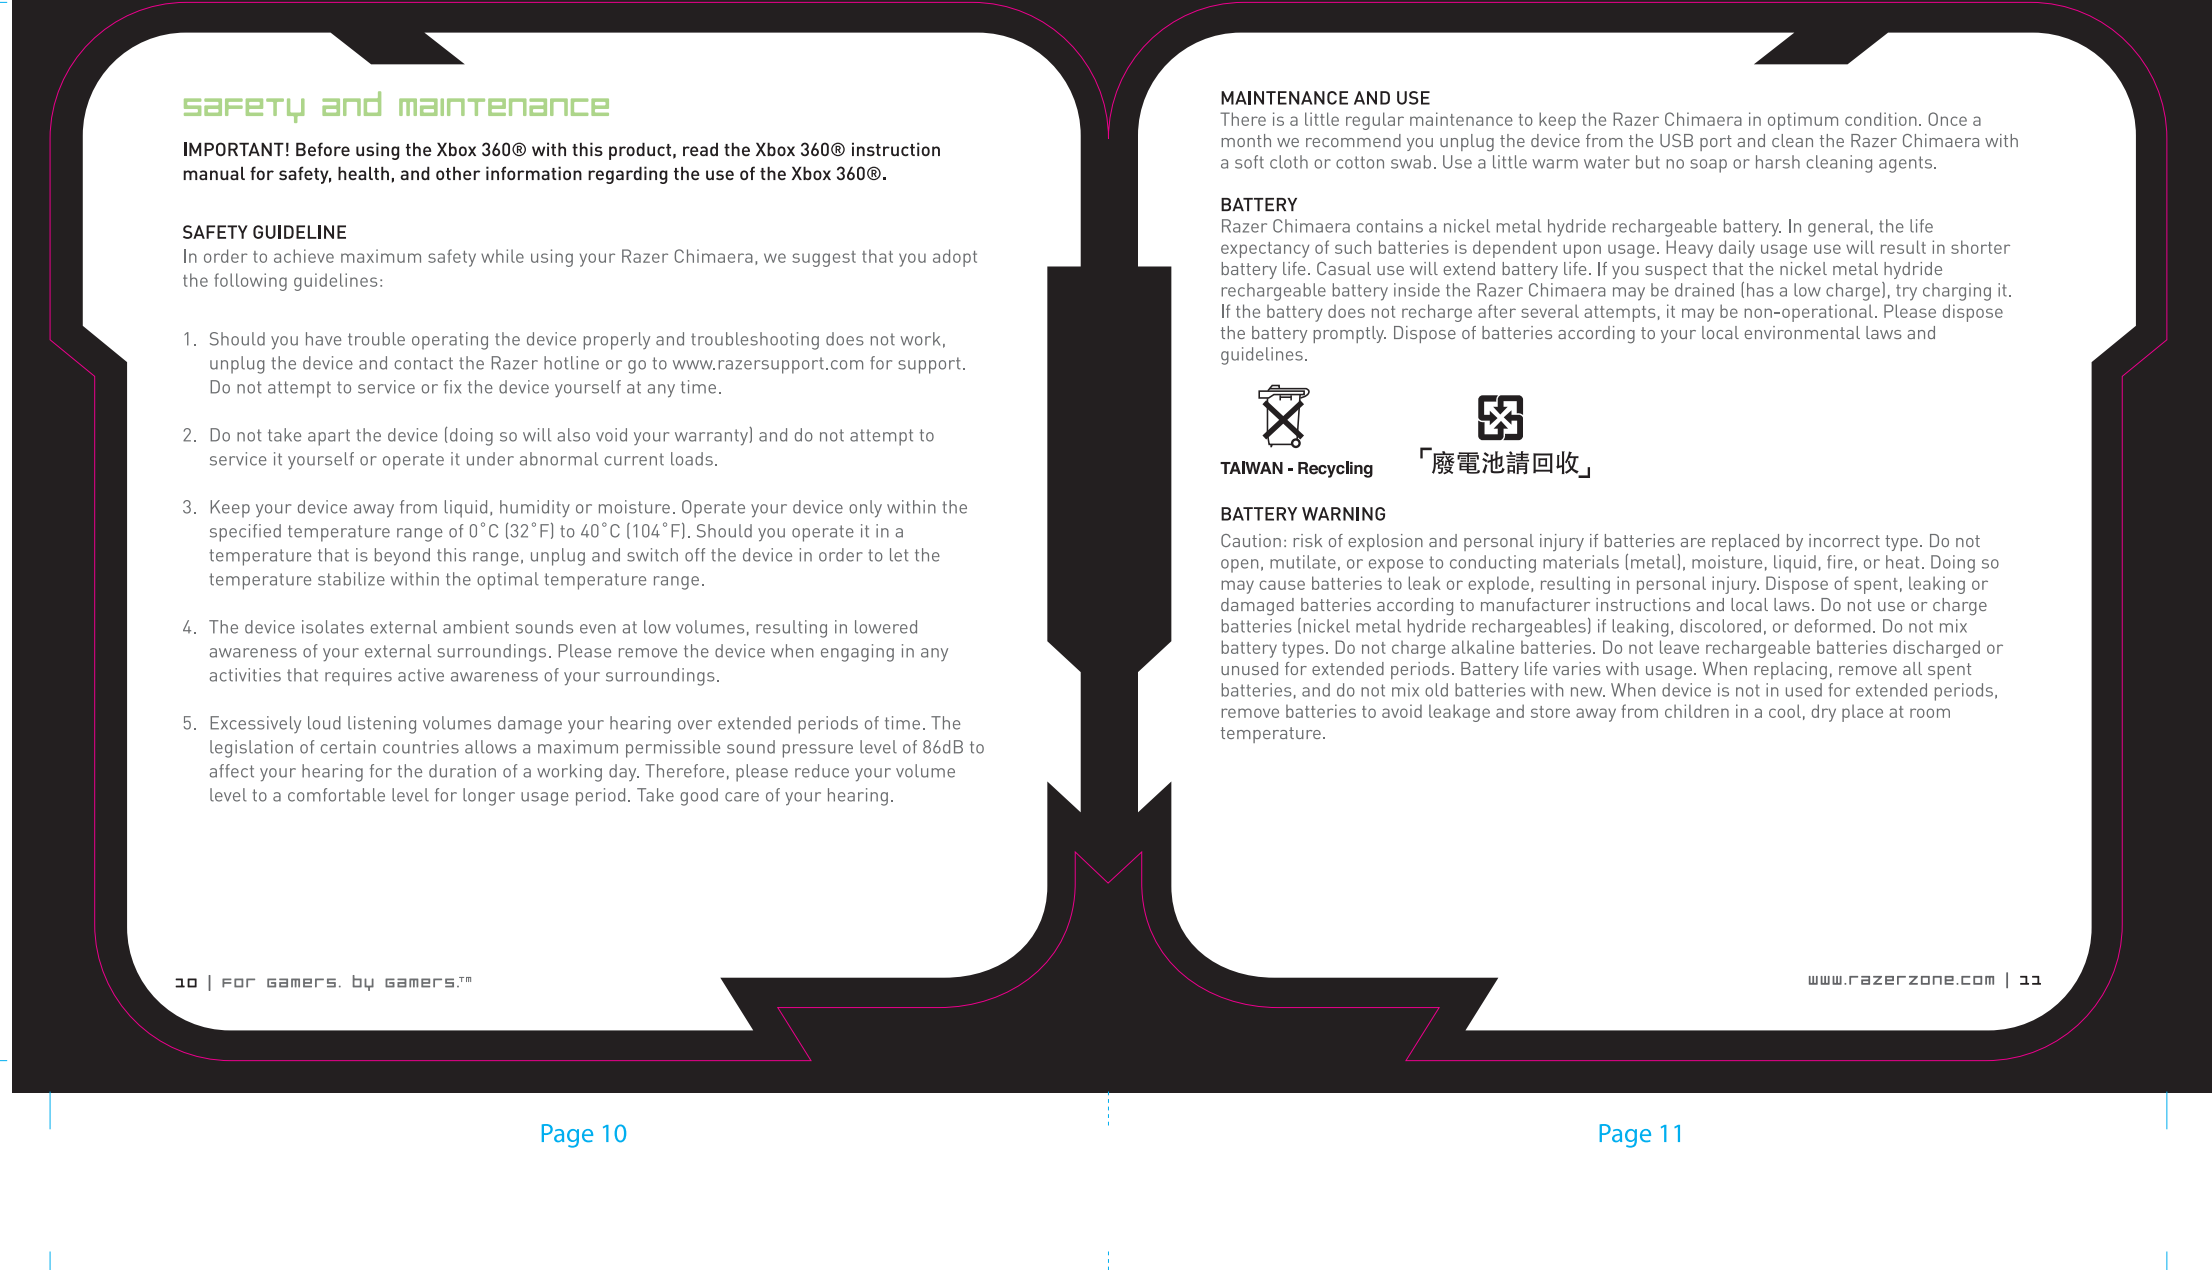 safety and maintenance
IMPORTANT! Before using the Xbox 360® with this product, read the Xbox 360® instruction
manual for safety, health, and other information regarding the use of the Xbox 360®.
SAFETY GUIDELINE
In order to achieve maximum safety while using your Razer Chimaera, we suggest that you adopt
the following guidelines:
1. Should you have trouble operating the device properly and troubleshooting does not work,
unplug the device and contact the Razer hotline or go to www.razersupport.com for support.
Do not attempt to service or fix the device yourself at any time.
2. Do not take apart the device (doing so will also void your warranty) and do not attempt to
service it yourself or operate it under abnormal current loads.
3. Keep your device away from liquid, humidity or moisture. Operate your device only within the
specified temperature range of 0˚C (32˚F) to 40˚C (104˚F). Should you operate it in a
temperature that is beyond this range, unplug and switch off the device in order to let the
temperature stabilize within the optimal temperature range.
4. The device isolates external ambient sounds even at low volumes, resulting in lowered
awareness of your external surroundings. Please remove the device when engaging in any
activities that requires active awareness of your surroundings.
5. Excessively loud listening volumes damage your hearing over extended periods of time. The
legislation of certain countries allows a maximum permissible sound pressure level of 86dB to
affect your hearing for the duration of a working day. Therefore, please reduce your volume
level to a comfortable level for longer usage period. Take good care of your hearing.
10 | For gamers. by gamers.™
MAINTENANCE AND USE
There is a little regular maintenance to keep the Razer Chimaera in optimum condition. Once a
month we recommend you unplug the device from the USB port and clean the Razer Chimaera with
a soft cloth or cotton swab. Use a little warm water but no soap or harsh cleaning agents.
BATTERY
Razer Chimaera contains a nickel metal hydride rechargeable battery. In general, the life
expectancy of such batteries is dependent upon usage. Heavy daily usage use will result in shorter
battery life. Casual use will extend battery life. If you suspect that the nickel metal hydride
rechargeable battery inside the Razer Chimaera may be drained (has a low charge), try charging it.
If the battery does not recharge after several attempts, it may be non-operational. Please dispose
the battery promptly. Dispose of batteries according to your local environmental laws and
guidelines.
TAIWAN - Recycling
「廢電池請回收」
BATTERY WARNING
Caution: risk of explosion and personal injury if batteries are replaced by incorrect type. Do not
open, mutilate, or expose to conducting materials (metal), moisture, liquid, fire, or heat. Doing so
may cause batteries to leak or explode, resulting in personal injury. Dispose of spent, leaking or
damaged batteries according to manufacturer instructions and local laws. Do not use or charge
batteries (nickel metal hydride rechargeables) if leaking, discolored, or deformed. Do not mix
battery types. Do not charge alkaline batteries. Do not leave rechargeable batteries discharged or
unused for extended periods. Battery life varies with usage. When replacing, remove all spent
batteries, and do not mix old batteries with new. When device is not in used for extended periods,
remove batteries to avoid leakage and store away from children in a cool, dry place at room
temperature.
www.razerzone.com | 11
Page 10
Page 11